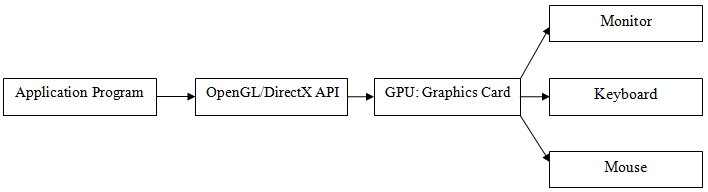 Monitor
Application Program
OpenGL/DirectX API
GPU: Graphics Card
Keyboard
Mouse